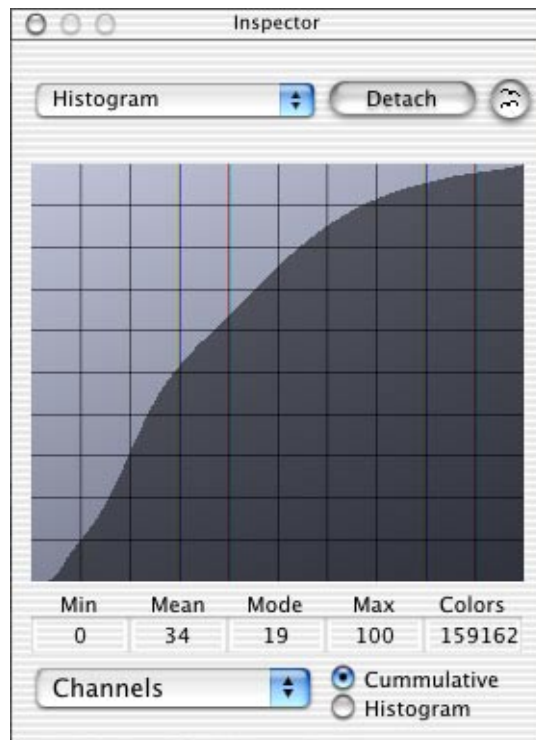 Inspector
Histogram
Detach
Min Mean Mode Max Colors
0 34 19 100 159162
Channels
Cummulative
Histogram